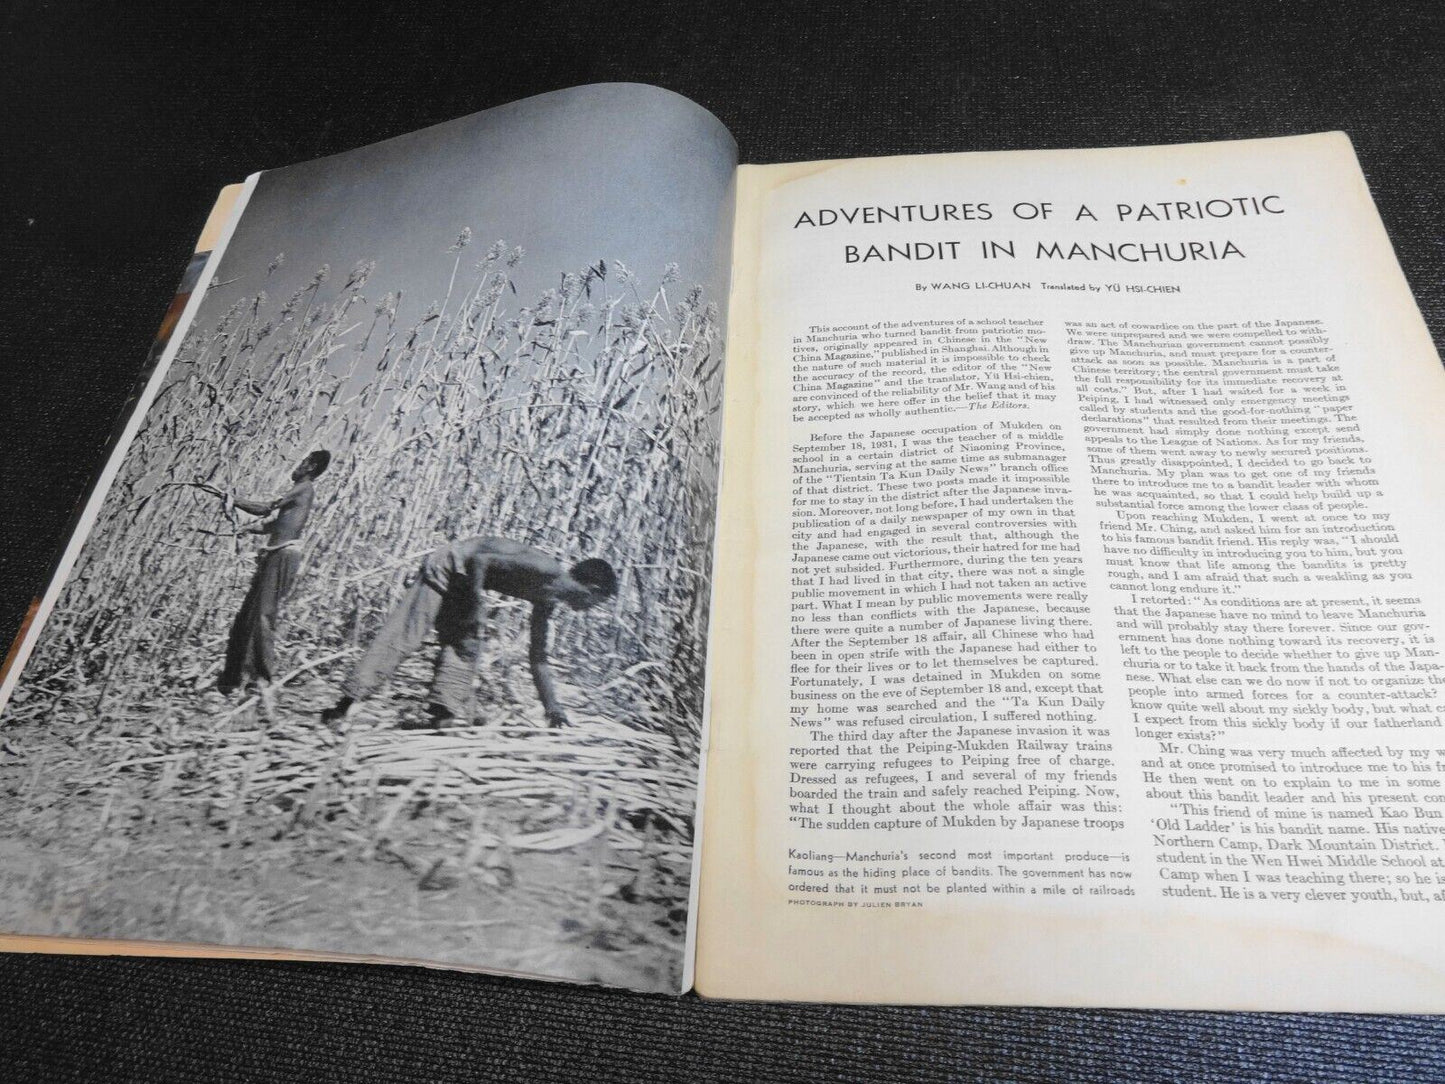 ADVENTURES OF A PATRIOTIC
BANDIT IN MANCHURIA
By WANG LI-CHUAN Translated by YÜ HSI-CHIEN
This account of the adventures of a school teacher
in Manchuria who turned bandit from patriotic mo-
tives, originally appeared in Chinese in the "New
China Magazine," published in Shanghai. Although in
the nature of such material it is impossible to check
the accuracy of the record, the editor of the "New
China Magazine" and the translator, Yü Hsi-chien,
are convinced of the reliability of Mr. Wang and of his
story, which we here offer in the belief that it may
be accepted as wholly authentic.—The Editors.
Before the Japanese occupation of Mukden on
September 18, 1931, I was the teacher of a middle
school in a certain district of Niaoning Province,
Manchuria, serving at the same time as submanager
of the "Tientain Ta Kun Daily News" branch office
of that district. These two posts made it impossible
for me to stay in the district after the Japanese inva-
sion. Moreover, not long before, I had undertaken the
publication of a daily newspaper of my own in that
city and had engaged in several controversies with
the Japanese, with the result that, although the
Japanese came out victorious, their hatred for me had
not yet subsided. Furthermore, during the ten years
that I had lived in that city, there was not a single
public movement in which I had not taken an active
part. What I mean by public movements were really
no less than conflicts with the Japanese, because
there were quite a number of Japanese living there.
After the September 18 affair, all Chinese who had
been in open strife with the Japanese had either to
flee for their lives or to let themselves be captured.
Fortunately, I was detained in Mukden on some
business on the eve of September 18 and, except that
my home was searched and the "Ta Kun Daily
News" was refused circulation, I suffered nothing.
The third day after the Japanese invasion it was
reported that the Peiping-Mukden Railway trains
were carrying refugees to Peiping free of charge.
Dressed as refugees, I and several of my friends
boarded the train and safely reached Peiping. Now,
what I thought about the whole affair was this:
"The sudden capture of Mukden by Japanese troops
Kaoliang—Manchuria's second most important produce—is
famous as the hiding place of bandits. The government has now
ordered that it must not be planted within a mile of railroads
PHOTOGRAPH BY JULIEN BRYAN
was an act of cowardice on the part of the Japanese.
We were unprepared and we were compelled to with-
draw. The Manchurian government cannot possibly
give up Manchuria, and must prepare for a counter-
attack as soon as possible. Manchuria is a part of
Chinese territory; the central government must take
the full responsibility for its immediate recovery at
all costs." But, after I had waited for a week in
Peiping, I had witnessed only emergency meetings
called by students and the good-for-nothing "paper
declarations" that resulted from their meetings. The
government had simply done nothing except send
appeals to the League of Nations. As for my friends,
some of them went away to newly secured positions.
Thus greatly disappointed, I decided to go back to
Manchuria. My plan was to get one of my friends
there to introduce me to a bandit leader with whom
he was acquainted, so that I could help build up a
substantial force among the lower class of people.
Upon reaching Mukden, I went at once to my
friend Mr. Ching, and asked him for an introduction
to his famous bandit friend. His reply was, "I should
have no difficulty in introducing you to him, but you
must know that life among the bandits is pretty
rough, and I am afraid that such a weakling as you
cannot long endure it."
I retorted: "As conditions are at present, it seems
that the Japanese have no mind to leave Manchuria
and will probably stay there forever. Since our gov-
ernment has done nothing toward its recovery, it is
left to the people to decide whether to give up Man-
churia or to take it back from the hands of the Japa-
nese. What else can we do now if not to organize the
people into armed forces for a counter-attack?
know quite well about my sickly body, but what c
I expect from this sickly body if our fatherland
longer exists?"
Mr. Ching was very much affected by my w
and at once promised to introduce me to his fr
He then went on to explain to me in some
about this bandit leader and his present con
"This friend of mine is named Kao Bun
'Old Ladder' is his bandit name. His native
Northern Camp, Dark Mountain District.
student in the Wen Hwei Middle School at
Camp when I was teaching there; so he is
student. He is a very clever youth, but, af